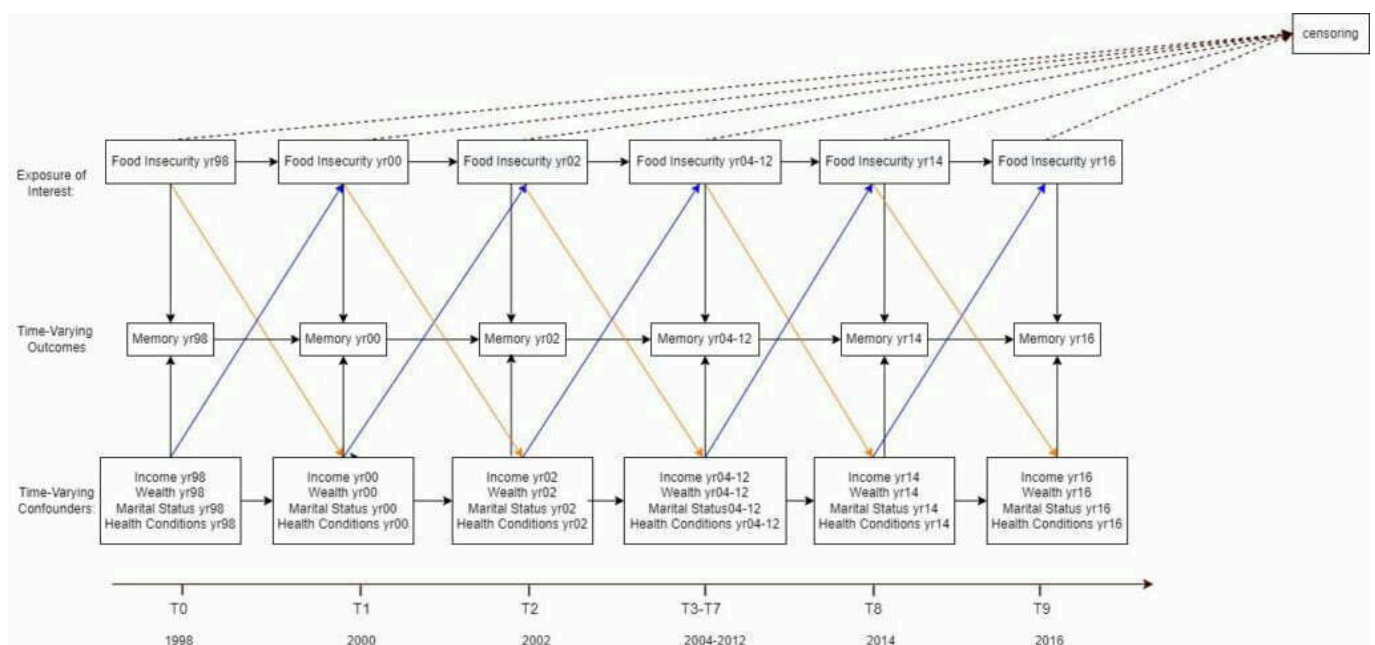 censoring
Exposure of
Interest:
Food Insecurity yr98
Food Insecurity yr00
Food Insecurity yr02
Food Insecurity yr04-12
Food Insecurity yr14
Food Insecurity yr16
Time-Varying
Outcomes
Memory yr98
Memory yr00
Memory yr02
Memory yr04-12
Memory yr14
Memory yr16
Time-Varying
Confounders:
Income yr98
Wealth yr98
Marital Status yr98
Health Conditions yr98
Income yr00
Wealth yr00
Marital Status yr00
Health Conditions yr00
Income yr02
Wealth yr02
Marital Status yr02
Health Conditions yr02
Income yr04-12
Wealth yr04-12
Marital Status04-12
Health Conditions yr04-12
Income yr14
Wealth yr14
Marital Status yr14
Health Conditions yr14
Income yr16
Wealth yr16
Marital Status yr16
Health Conditions yr16
T0
T1
T2
T3-T7
T8
T9
1998
2000
2002
2004-2012
2014
2016